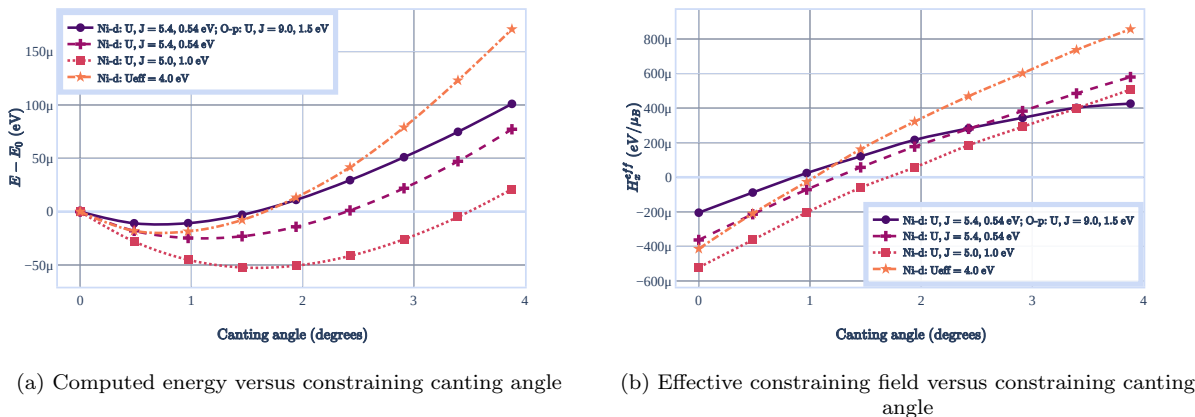 Ni-d: U, J = 5.4, 0.54 eV; O-p: U, J = 9.0, 1.5 eV
Ni-d: U, J = 5.4, 0.54 eV
Ni-d: U, J = 5.0, 1.0 eV
Ni-d: Ueff = 4.0 eV
150μ
100μ
50μ
0
−50μ
E − E₀ (eV)
0 1 2 3 4
Canting angle (degrees)
(a) Computed energy versus constraining canting angle
800μ
600μ
400μ
200μ
0
−200μ
−400μ
−600μ
H_x^{eff} (eV/μ_B)
Ni-d: U, J = 5.4, 0.54 eV; O-p: U, J = 9.0, 1.5 eV
Ni-d: U, J = 5.4, 0.54 eV
Ni-d: U, J = 5.0, 1.0 eV
Ni-d: Ueff = 4.0 eV
0 1 2 3 4
Canting angle (degrees)
(b) Effective constraining field versus constraining canting
angle